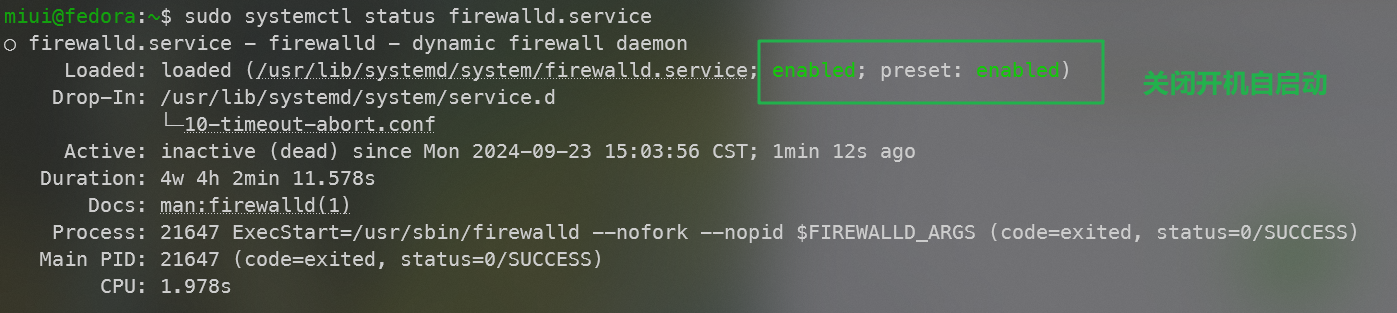 miui@fedora:~$ sudo systemctl status firewalld.service
○ firewalld.service - firewalld - dynamic firewall daemon
Loaded: loaded (/usr/lib/systemd/system/firewalld.service; enabled; preset: enabled)
关闭开机自启动
Drop-In: /usr/lib/systemd/system/service.d
└─10-timeout-abort.conf
Active: inactive (dead) since Mon 2024-09-23 15:03:56 CST; 1min 12s ago
Duration: 4w 4h 2min 11.578s
Docs: man:firewalld(1)
Process: 21647 ExecStart=/usr/sbin/firewalld --nofork --nopid $FIREWALLD_ARGS (code=exited, status=0/SUCCESS)
Main PID: 21647 (code=exited, status=0/SUCCESS)
CPU: 1.978s